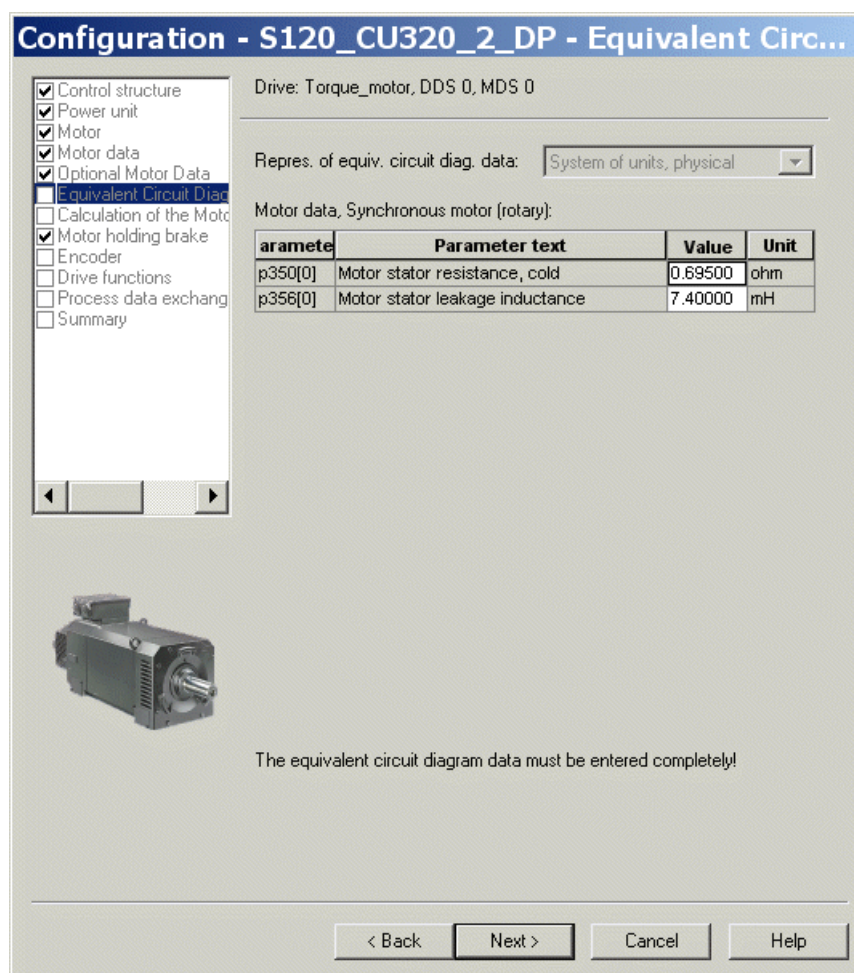 Configuration - S120_CU320_2_DP - Equivalent Circ...
Control structure
Power unit
Motor
Motor data
Optional Motor Data
Equivalent Circuit Diag
Calculation of the Moto
Motor holding brake
Encoder
Drive functions
Process data exchang
Summary
Drive: Torque_motor, DDS 0, MDS 0
Repres. of equiv. circuit diag. data: System of units, physical
Motor data, Synchronous motor (rotary):
aramete Parameter text Value Unit
p350[0] Motor stator resistance, cold 0.69500 ohm
p356[0] Motor stator leakage inductance 7.40000 mH
The equivalent circuit diagram data must be entered completely!
< Back Next > Cancel Help